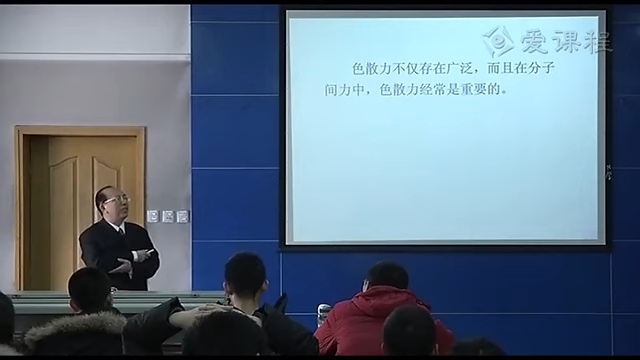 爱课程
色散力不仅存在广泛，而且在分子
间力中，色散力经常是重要的。